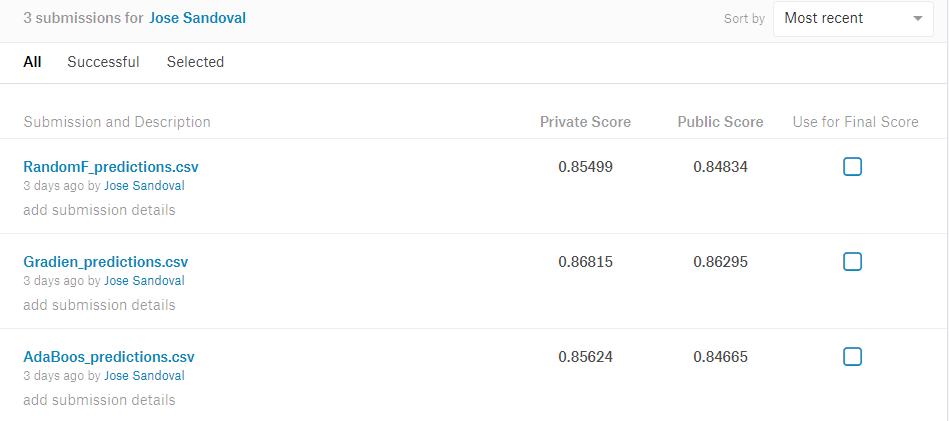 3 submissions for Jose Sandoval Sort by Most recent
All Successful Selected
Submission and Description Private Score Public Score Use for Final Score
RandomF_predictions.csv 0.85499 0.84834
3 days ago by Jose Sandoval
add submission details
Gradien_predictions.csv 0.86815 0.86295
3 days ago by Jose Sandoval
add submission details
AdaBoos_predictions.csv 0.85624 0.84665
3 days ago by Jose Sandoval
add submission details